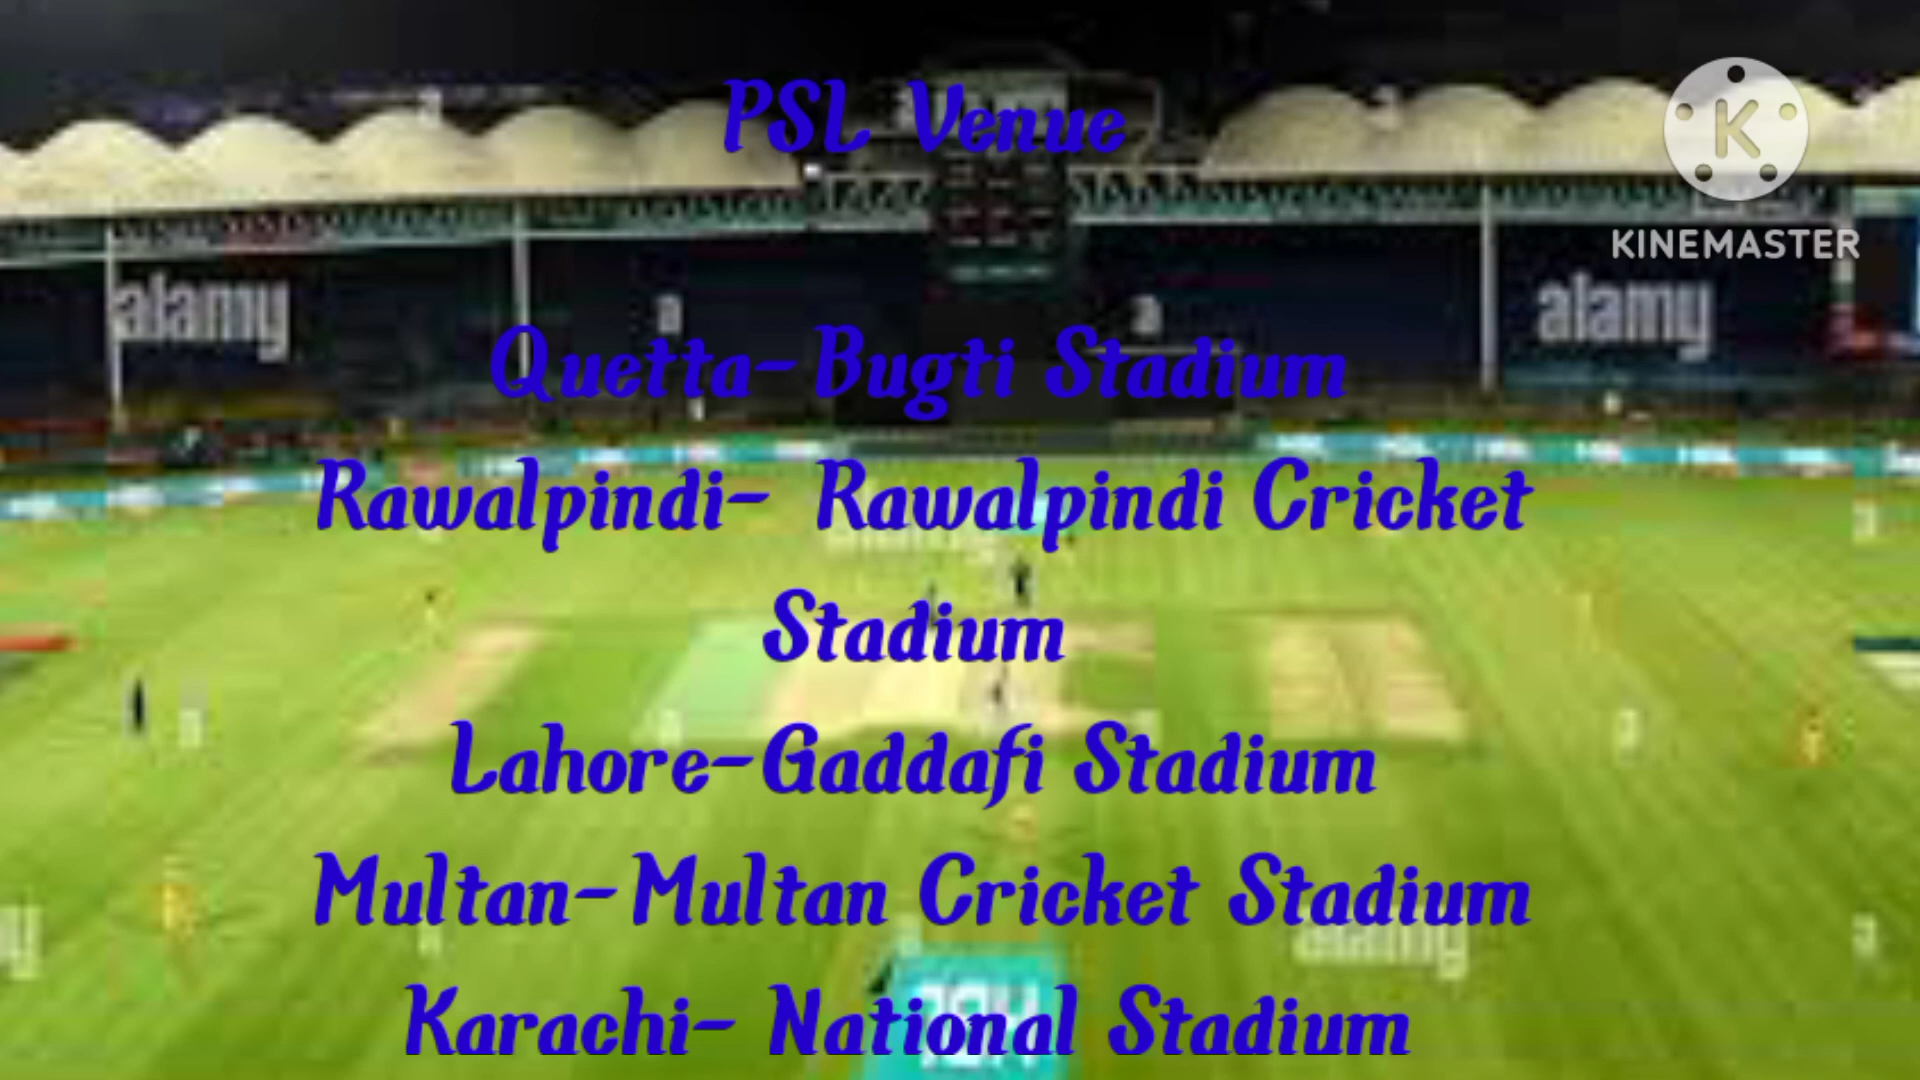 PSL Venue
K
KINEMASTER
alamy
a
a
alamy
Quetta-Bugti Stadium
Rawalpindi- Rawalpindi Cricket
Stadium
Lahore-Gaddafi Stadium
Multan-Multan Cricket Stadium
alamy
Karachi- National Stadium